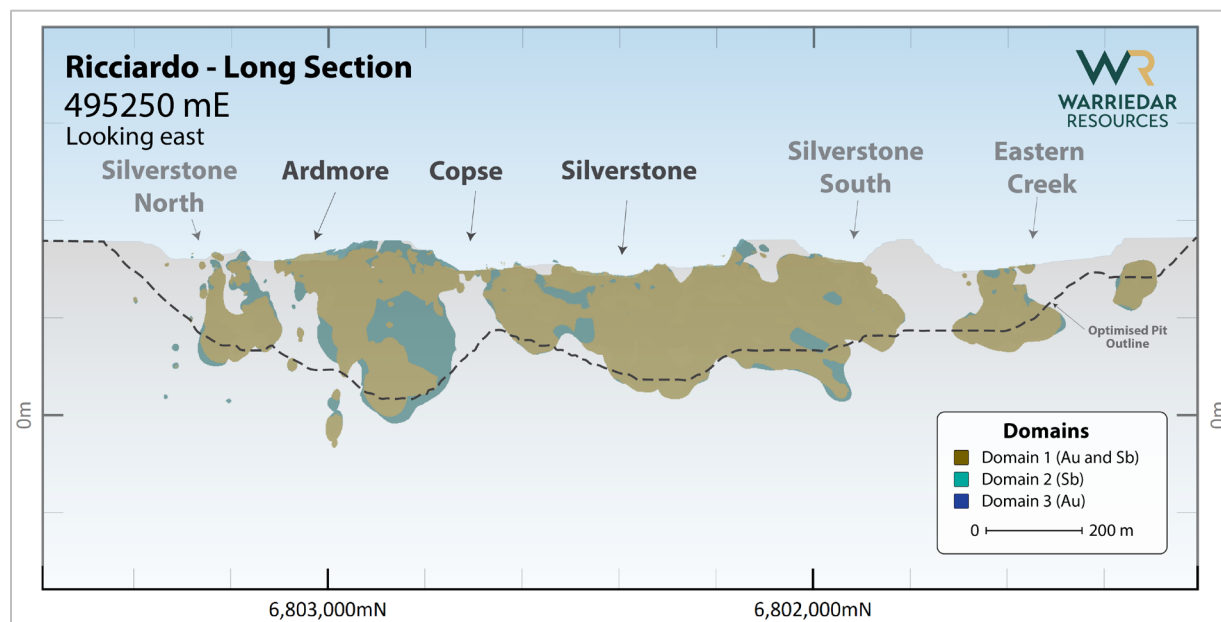 Ricciardo - Long Section
495250 mE
Looking east
WARRIEDAR
RESOURCES
Silverstone
North
Ardmore
Copse
Silverstone
Silverstone
South
Eastern
Creek
Optimised Pit
Outline
0m
0m
Domains
Domain 1 (Au and Sb)
Domain 2 (Sb)
Domain 3 (Au)
0 200 m
6,803,000mN
6,802,000mN